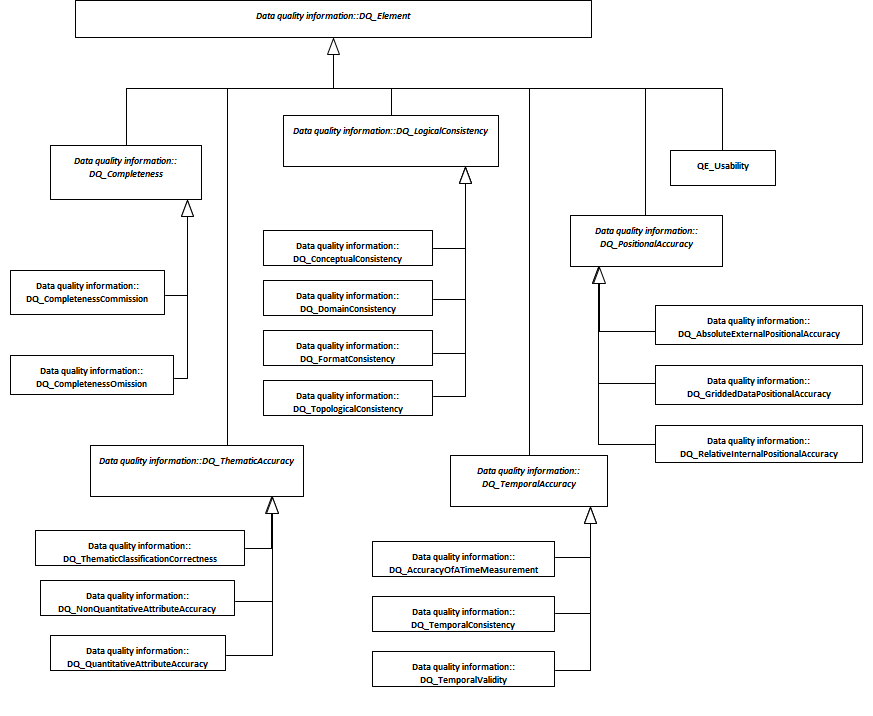 Data quality information::DQ_Element
Data quality information::DQ_LogicalConsistency
Data quality information::
DQ_Completeness
QE_Usability
Data quality information::
DQ_PositionalAccuracy
Data quality information::
DQ_ConceptualConsistency
Data quality information::
DQ_CompletenessCommission
Data quality information::
DQ_DomainConsistency
Data quality information::
DQ_AbsoluteExternalPositionalAccuracy
Data quality information::
DQ_FormatConsistency
Data quality information::
DQ_CompletenessOmission
Data quality information::
DQ_GriddedDataPositionalAccuracy
Data quality information::
DQ_TopologicalConsistency
Data quality information::
DQ_RelativeInternalPositionalAccuracy
Data quality information::DQ_ThematicAccuracy
Data quality information::
DQ_TemporalAccuracy
Data quality information::
DQ_ThematicClassificationCorrectness
Data quality information::
DQ_AccuracyOfATimeMeasurement
Data quality information::
DQ_NonQuantitativeAttributeAccuracy
Data quality information::
DQ_TemporalConsistency
Data quality information::
DQ_QuantitativeAttributeAccuracy
Data quality information::
DQ_TemporalValidity